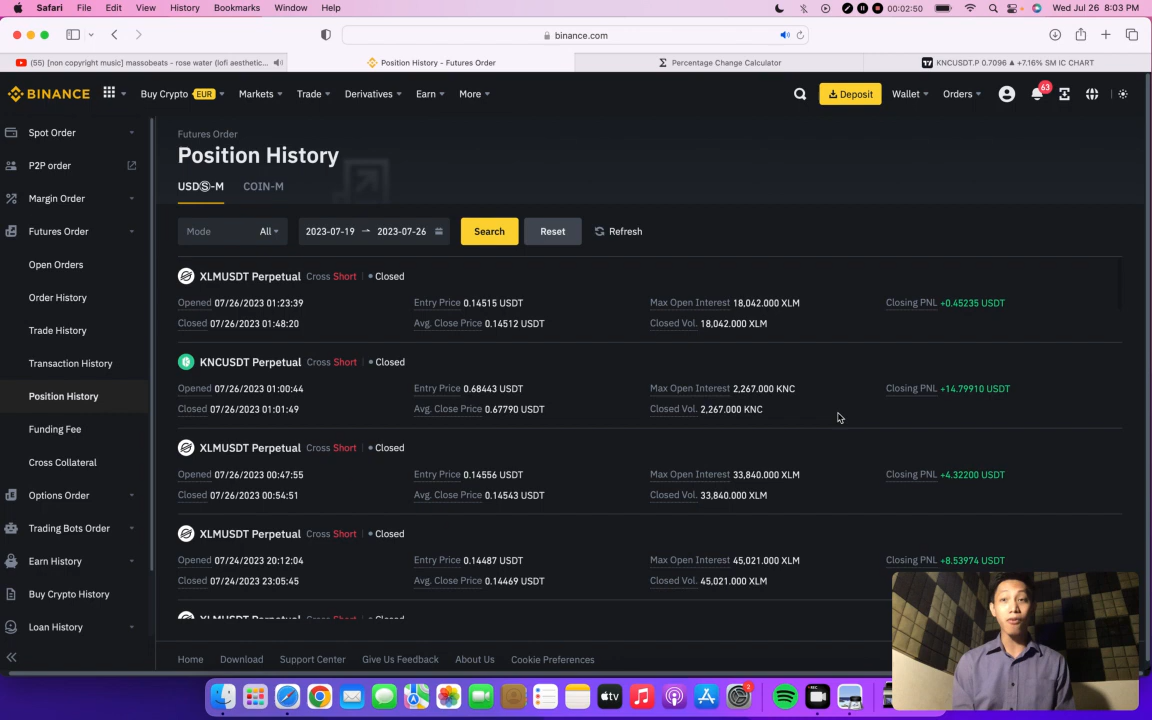 Safari File Edit View History Bookmarks Window Help 00:02:50 Wed Jul 26 8:03 PM
binance.com
(55) [non copyright music] massobeats - rose water (lofi aesthetic... Position History - Futures Order Percentage Change Calculator KNCUSDT.P 0.7096 ▲ +7.16% SM IC CHART
BINANCE Buy Crypto EUR Markets Trade Derivatives Earn More Deposit Wallet Orders 63
Spot Order
P2P order
Margin Order
Futures Order
Open Orders
Order History
Trade History
Transaction History
Position History
Funding Fee
Cross Collateral
Options Order
Trading Bots Order
Earn History
Buy Crypto History
Loan History
Futures Order
Position History
USDⓈ-M COIN-M
Mode All 2023-07-19 → 2023-07-26 Search Reset Refresh
XLMUSDT Perpetual Cross Short • Closed
Opened 07/26/2023 01:23:39 Entry Price 0.14515 USDT Max Open Interest 18,042.000 XLM Closing PNL +0.45235 USDT
Closed 07/26/2023 01:48:20 Avg. Close Price 0.14512 USDT Closed Vol. 18,042.000 XLM
KNCUSDT Perpetual Cross Short • Closed
Opened 07/26/2023 01:00:44 Entry Price 0.68443 USDT Max Open Interest 2,267.000 KNC Closing PNL +14.79910 USDT
Closed 07/26/2023 01:01:49 Avg. Close Price 0.67790 USDT Closed Vol. 2,267.000 KNC
XLMUSDT Perpetual Cross Short • Closed
Opened 07/26/2023 00:47:55 Entry Price 0.14556 USDT Max Open Interest 33,840.000 XLM Closing PNL +4.32200 USDT
Closed 07/26/2023 00:54:51 Avg. Close Price 0.14543 USDT Closed Vol. 33,840.000 XLM
XLMUSDT Perpetual Cross Short • Closed
Opened 07/24/2023 20:12:04 Entry Price 0.14487 USDT Max Open Interest 45,021.000 XLM Closing PNL +8.53974 USDT
Closed 07/24/2023 23:05:45 Avg. Close Price 0.14469 USDT Closed Vol. 45,021.000 XLM
Home Download Support Center Give Us Feedback About Us Cookie Preferences
tv 2